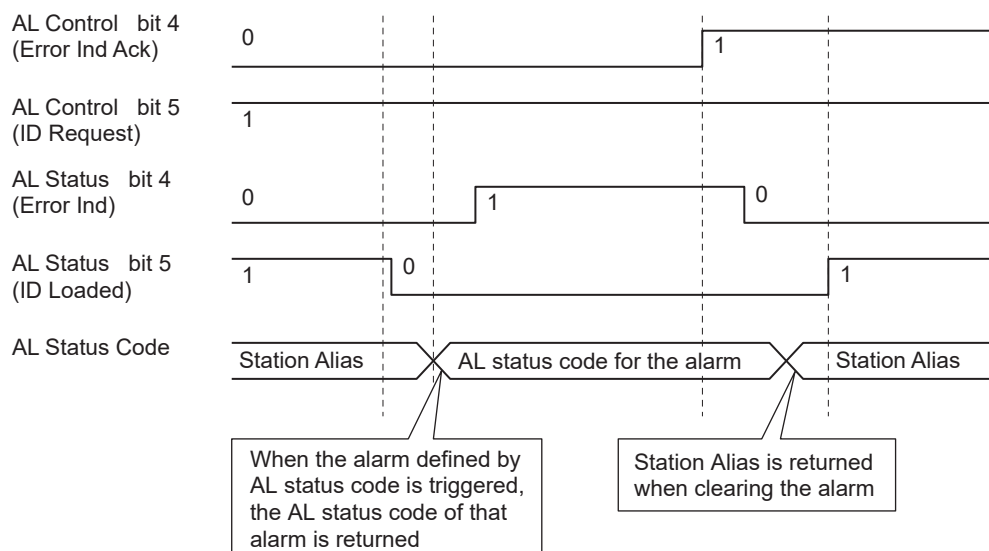 AL Control bit 4
(Error Ind Ack)
0
1
AL Control bit 5
(ID Request)
1
AL Status bit 4
(Error Ind)
0
1
0
AL Status bit 5
(ID Loaded)
1
0
1
AL Status Code
Station Alias
AL status code for the alarm
Station Alias
When the alarm defined by
AL status code is triggered,
the AL status code of that
alarm is returned
Station Alias is returned
when clearing the alarm